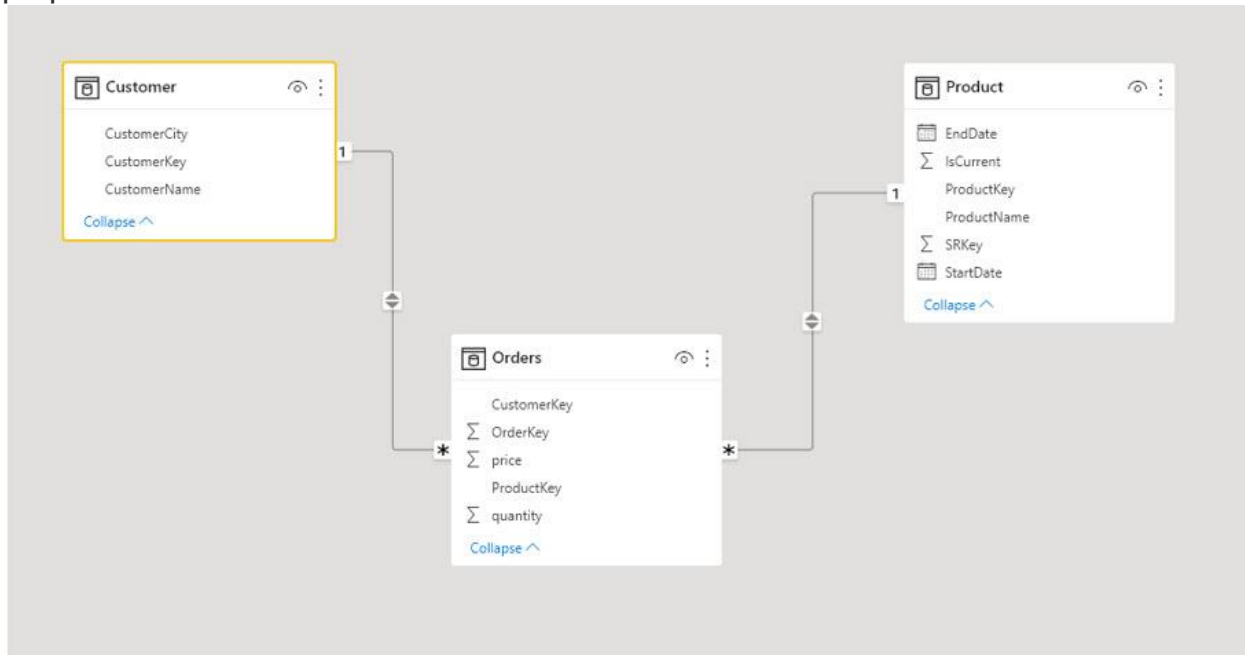 Customer
CustomerCity
CustomerKey
CustomerName
Collapse
1
Product
EndDate
∑ IsCurrent
ProductKey
ProductName
∑ SRKey
StartDate
Collapse
1
Orders
CustomerKey
∑ OrderKey
∑ price
ProductKey
∑ quantity
Collapse
*
*